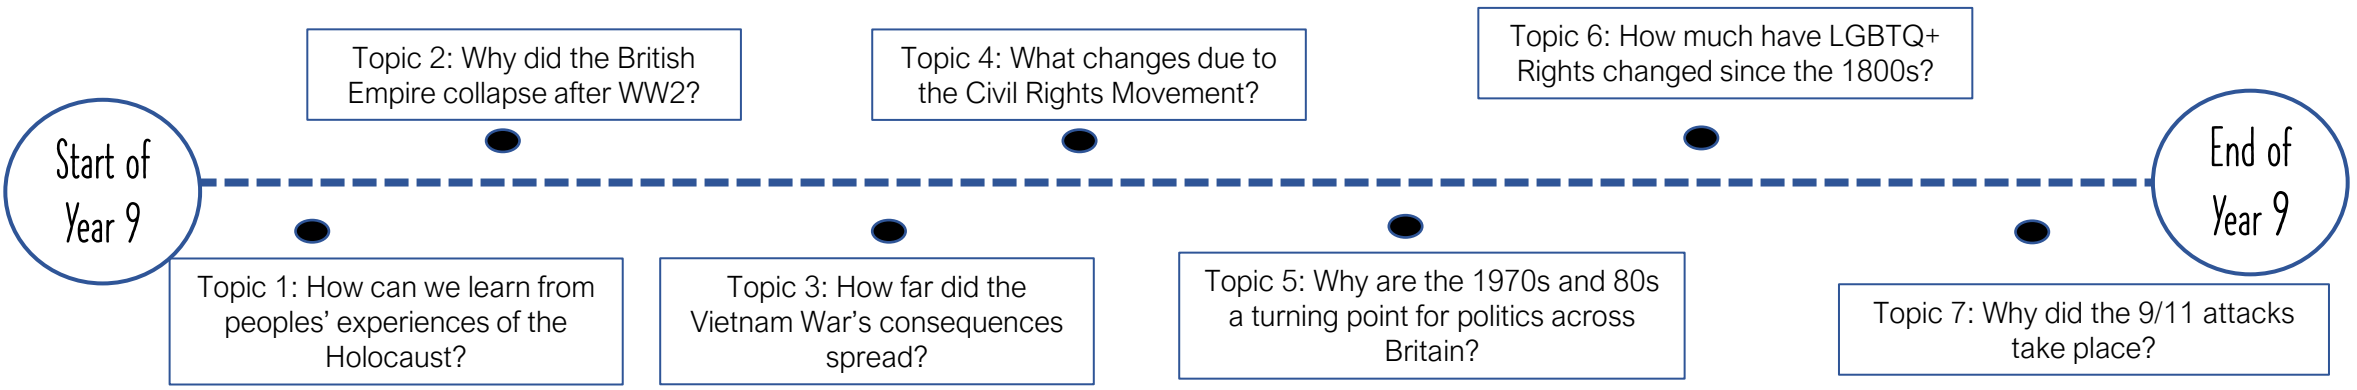 Start of
Year 9
Topic 1: How can we learn from
peoples’ experiences of the
Holocaust?
Topic 2: Why did the British
Empire collapse after WW2?
Topic 3: How far did the
Vietnam War’s consequences
spread?
Topic 4: What changes due to
the Civil Rights Movement?
Topic 5: Why are the 1970s and 80s
a turning point for politics across
Britain?
Topic 6: How much have LGBTQ+
Rights changed since the 1800s?
Topic 7: Why did the 9/11 attacks
take place?
End of
Year 9